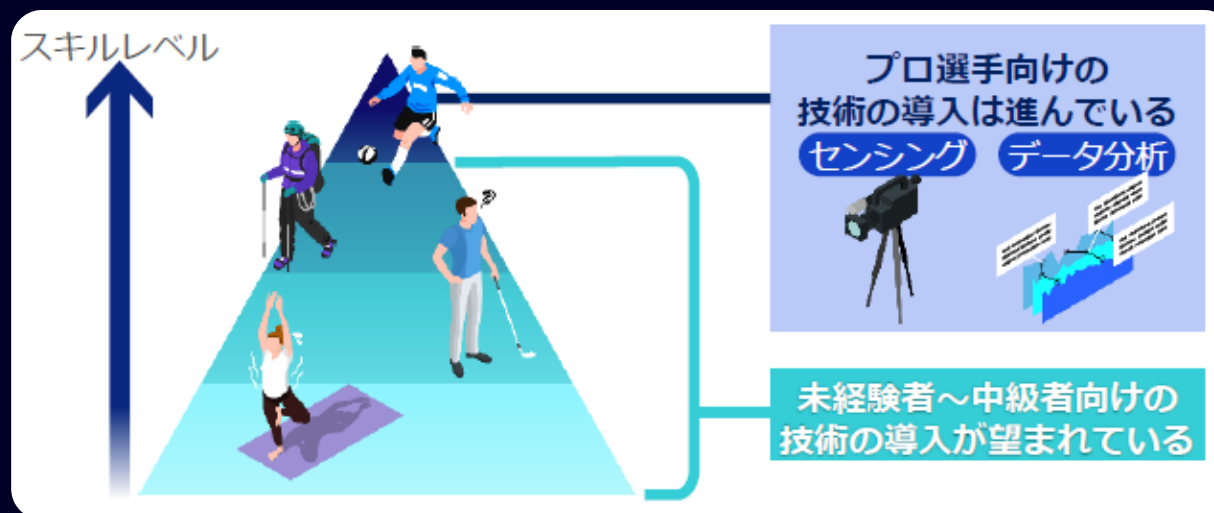 スキルレベル
プロ選手向けの
技術の導入は進んでいる
センシング データ分析
未経験者～中級者向けの
技術の導入が望まれている